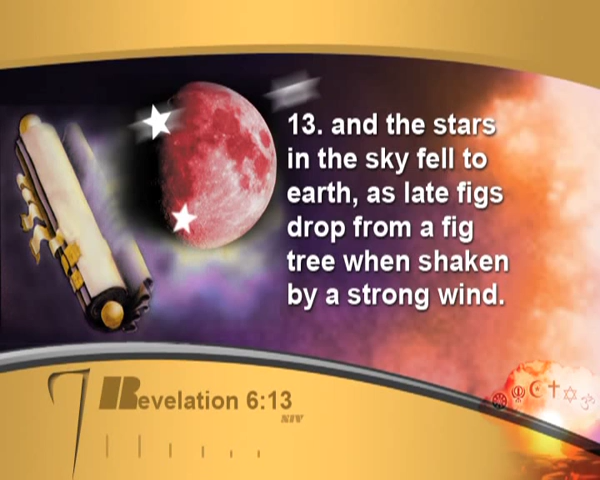 13. and the stars
in the sky fell to
earth, as late figs
drop from a fig
tree when shaken
by a strong wind.
Revelation 6:13
NIV